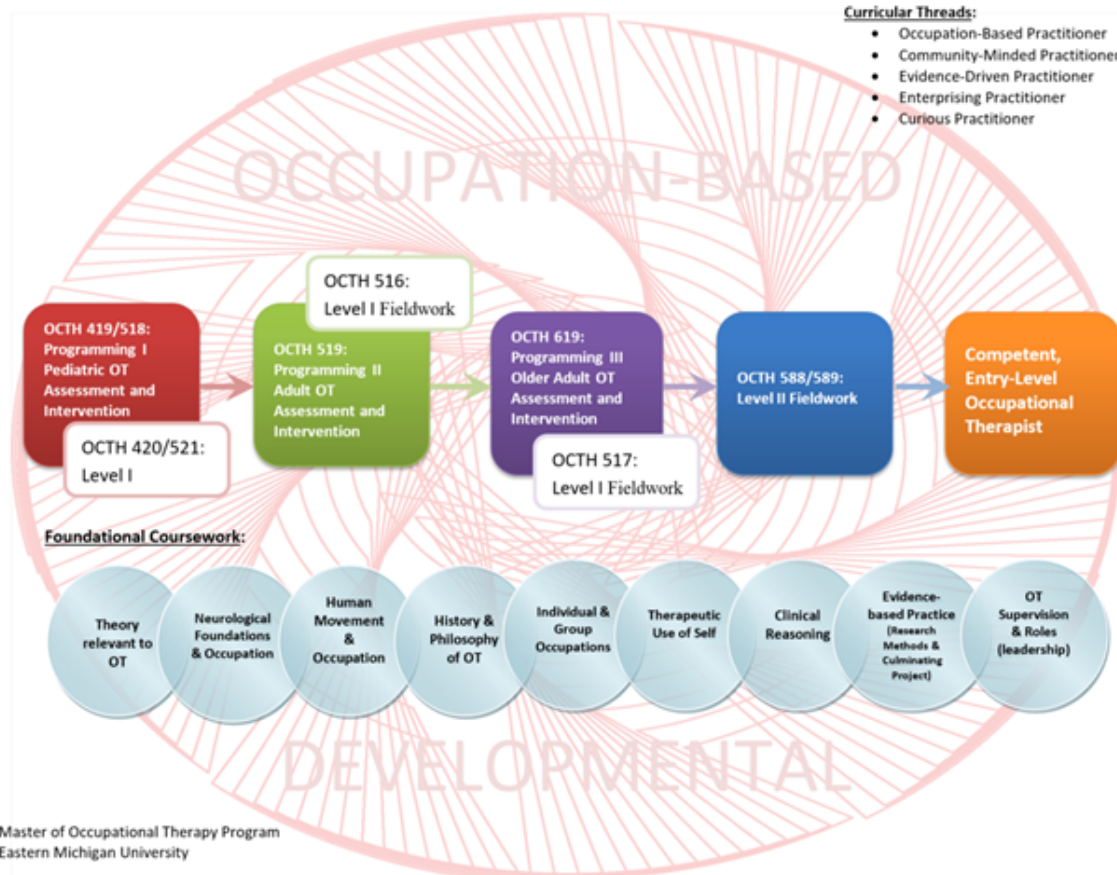 Curricular Threads:
• Occupation-Based Practitioner
• Community-Minded Practitioner
• Evidence-Driven Practitioner
• Enterprising Practitioner
• Curious Practitioner
OCCUPATION-BASED
OCTH 419/518:
Programming I
Pediatric OT
Assessment and
Intervention
OCTH 420/521:
Level I
OCTH 516:
Level I Fieldwork
OCTH 519:
Programming II
Adult OT
Assessment and
Intervention
OCTH 619:
Programming III
Older Adult OT
Assessment and
Intervention
OCTH 517:
Level I Fieldwork
OCTH 588/589:
Level II Fieldwork
Competent,
Entry-Level
Occupational
Therapist
Foundational Coursework:
Theory
relevant to
OT
Neurological
Foundations
& Occupation
Human
Movement
&
Occupation
History &
Philosophy
of OT
Individual &
Group
Occupations
Therapeutic
Use of Self
Clinical
Reasoning
Evidence-
based Practice
(Research
Methods &
Culminating
Project)
OT
Supervision
& Roles
(leadership)
DEVELOPMENTAL
Master of Occupational Therapy Program
Eastern Michigan University